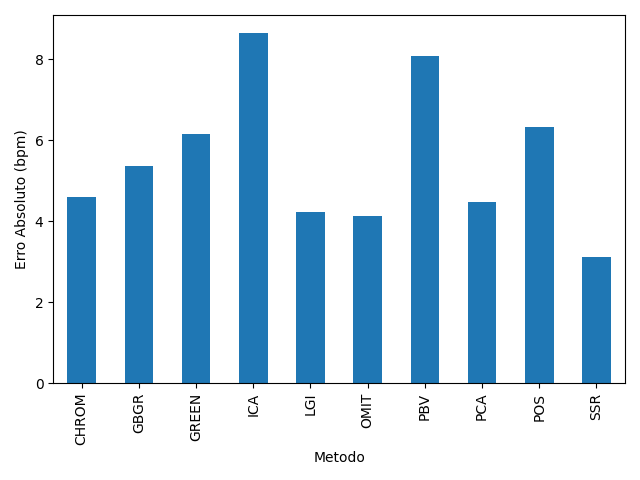 Erro Absoluto (bpm)
8
6
4
2
0
CHROM
GBGR
GREEN
ICA
LGI
OMIT
PBV
PCA
POS
SSR
Metodo